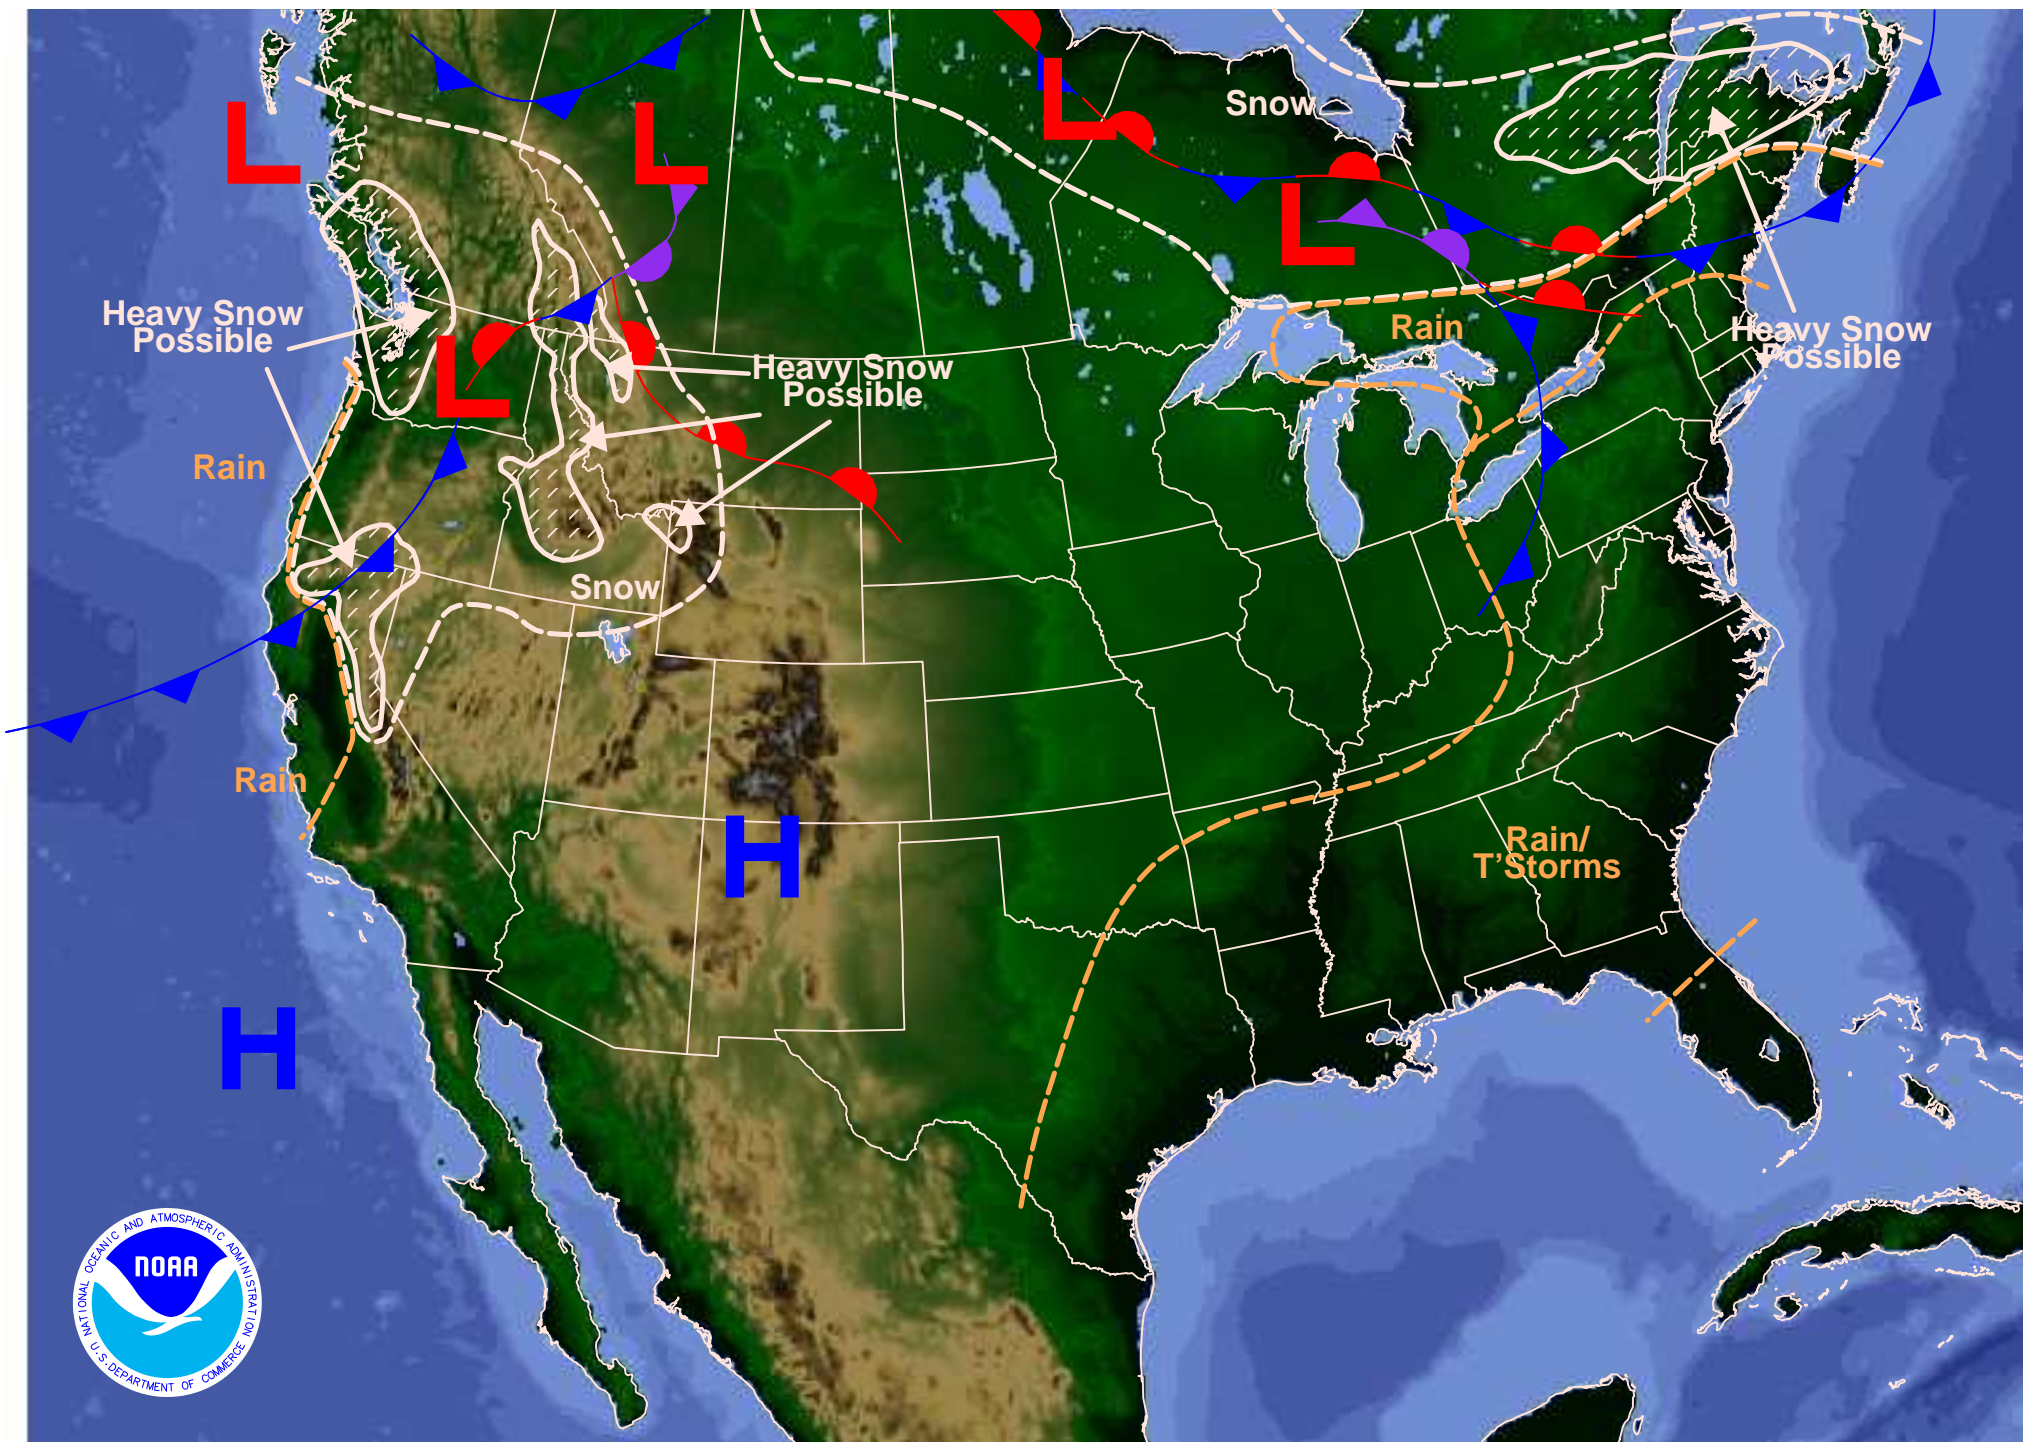 L
L
L
Snow
L
Heavy Snow
Possible
Rain
Heavy Snow
Possible
L
Heavy Snow
Possible
Rain
Snow
Rain
H
Rain/
T'Storms
H
NATIONAL OCEANIC AND ATMOSPHERIC ADMINISTRATION
NOAA
U.S. DEPARTMENT OF COMMERCE